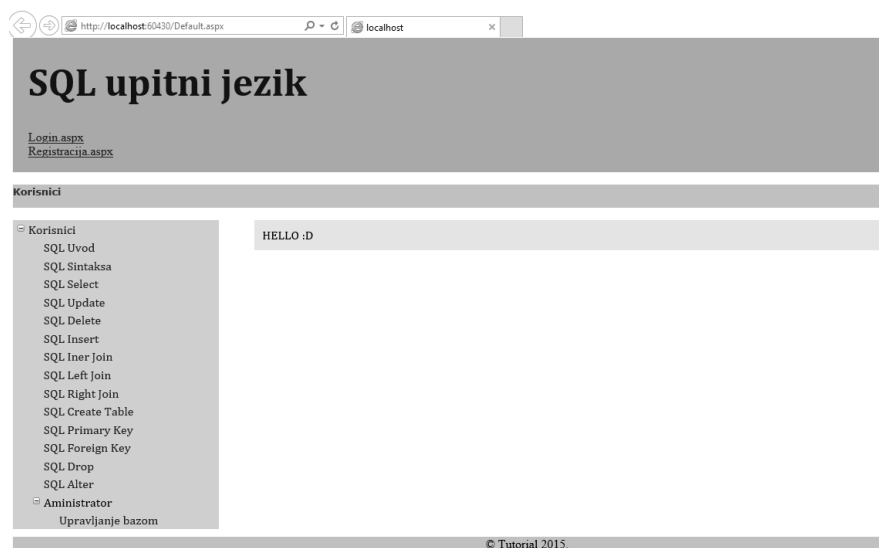 http://localhost:60430/Default.aspx
localhost
SQL upitni jezik
Login.aspx
Registracija.aspx
Korisnici
Korisnici
SQL Uvod
SQL Sintaksa
SQL Select
SQL Update
SQL Delete
SQL Insert
SQL Iner Join
SQL Left Join
SQL Right Join
SQL Create Table
SQL Primary Key
SQL Foreign Key
SQL Drop
SQL Alter
Aministrator
Upravljanje bazom
HELLO :D
© Tutorial 2015.